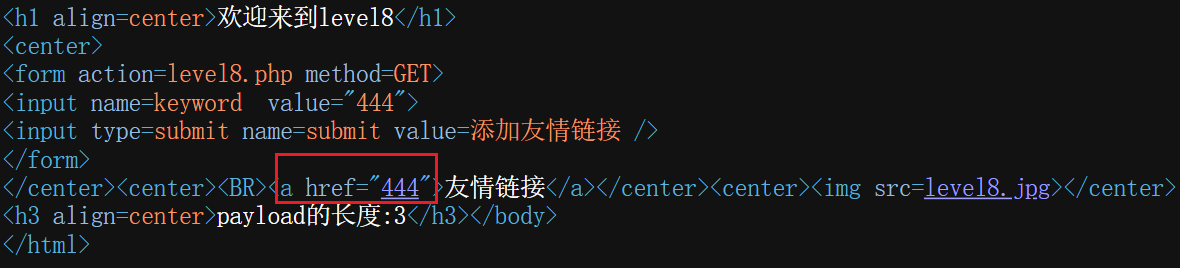 <h1 align=center>欢迎来到level8</h1>
<center>
<form action=level8.php method=GET>
<input name=keyword  value="444">
<input type=submit name=submit value=添加友情链接 />
</form>
</center><center><BR><a href="444">友情链接</a></center><center><img src=level8.jpg></center>
<h3 align=center>payload的长度:3</h3></body>
</html>